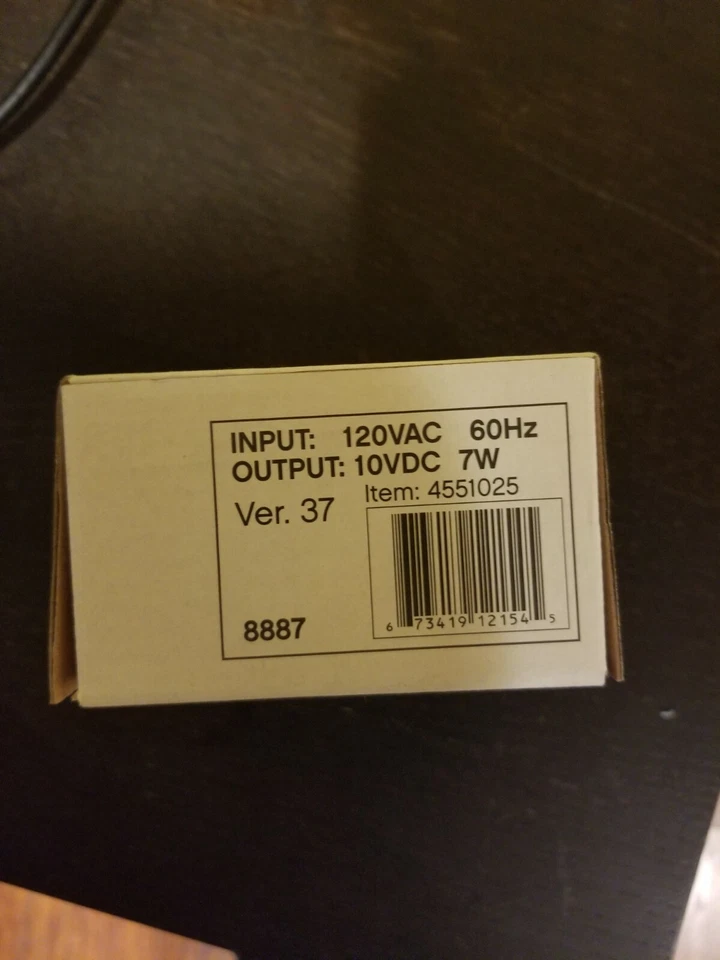 INPUT: 120VAC 60Hz
OUTPUT: 10VDC 7W
Item: 4551025
Ver. 37
8887
6 73419 12154 5